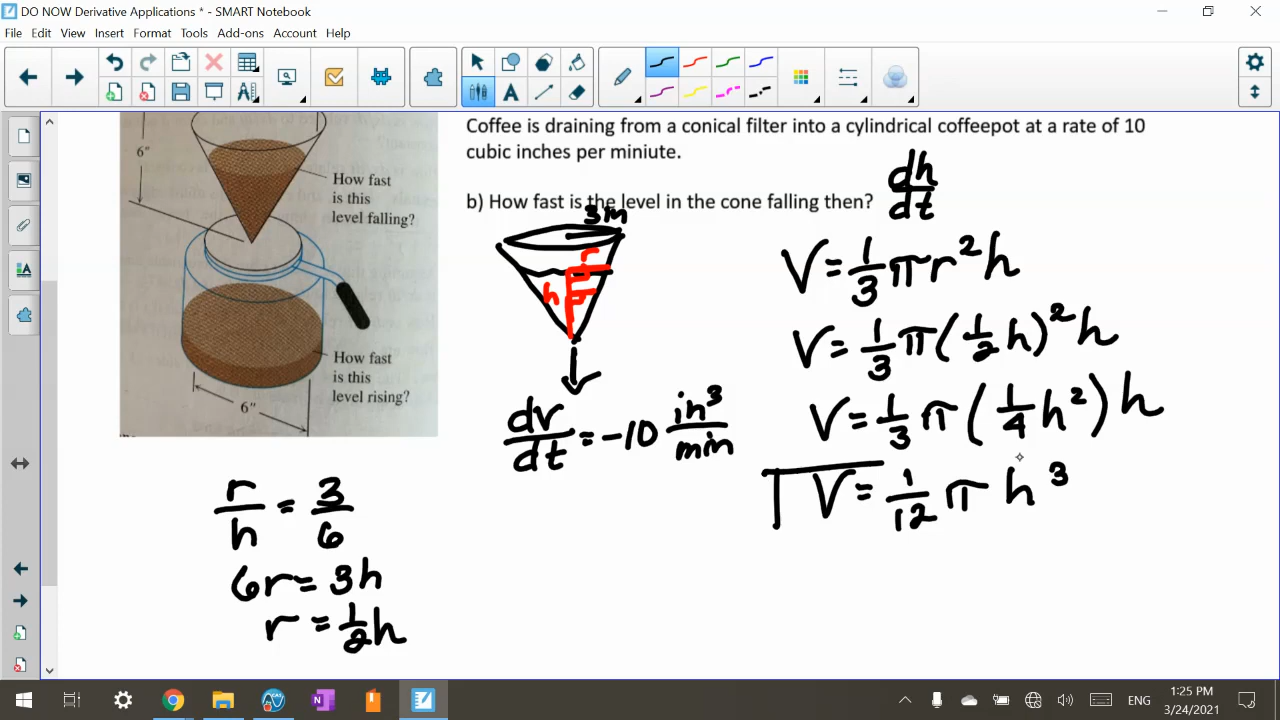 DO NOW Derivative Applications * - SMART Notebook
File Edit View Insert Format Tools Add-ons Account Help
Coffee is draining from a conical filter into a cylindrical coffeepot at a rate of 10
cubic inches per miniute.
b) How fast is the level in the cone falling then?
dh/dt
6"
How fast
is this
level falling?
How fast
is this
level rising?
6"
3in
r
h
dv/dt = -10 in³/min
V = 1/3 πr²h
V = 1/3 π(1/2 h)²h
V = 1/3 π(1/4 h²)h
V = 1/12 π h³
r/h = 3/6
6r = 3h
r = 1/2 h
ENG
1:25 PM
3/24/2021